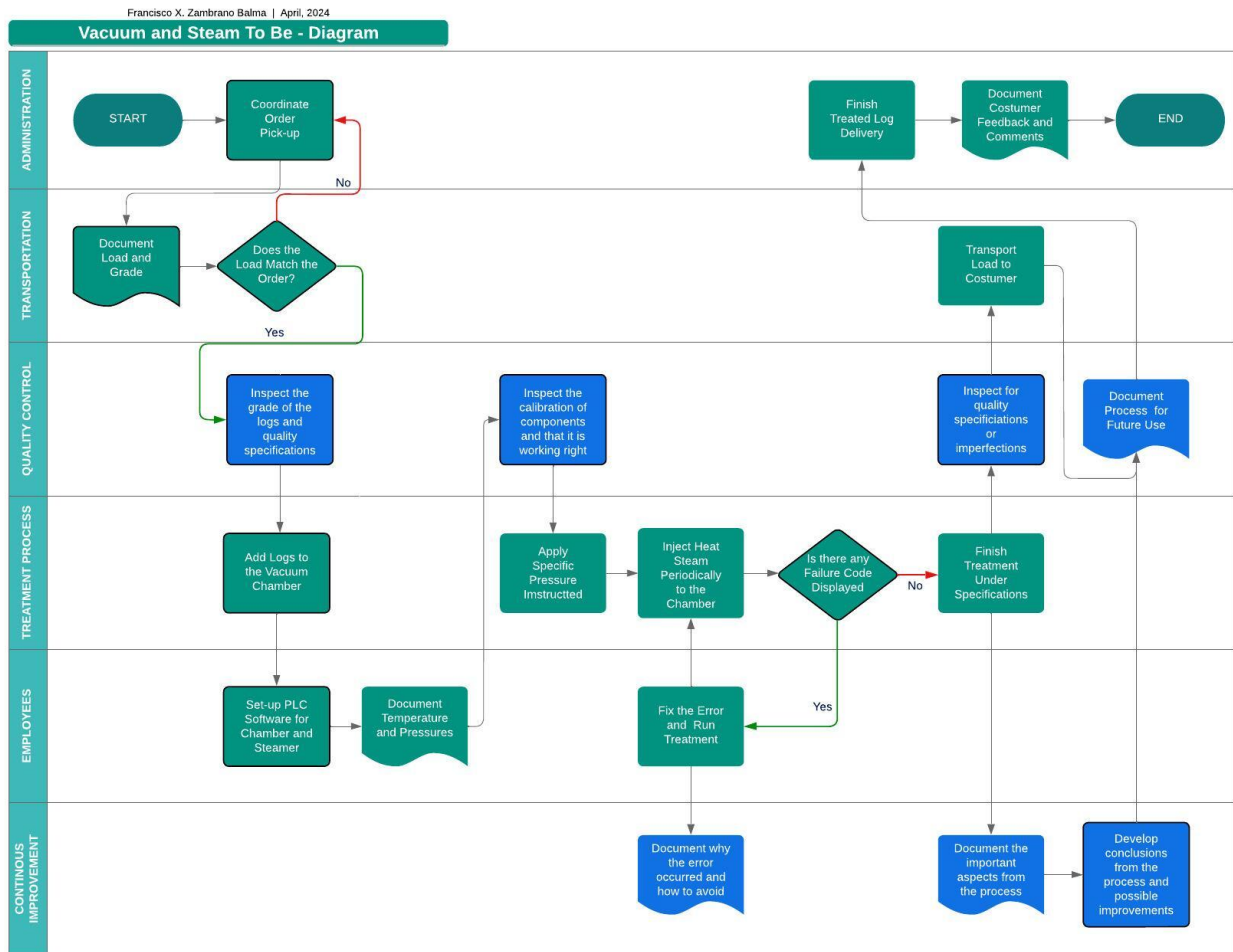 Francisco X. Zambrano Balma | April, 2024
Vacuum and Steam To Be - Diagram
ADMINISTRATION
START
Coordinate
Order
Pick-up
No
Finish
Treated Log
Delivery
Document
Costumer
Feedback and
Comments
END
TRANSPORTATION
Document
Load and
Grade
Does the
Load Match the
Order?
Yes
Transport
Load to
Costumer
QUALITY CONTROL
Inspect the
grade of the
logs and
quality
specifications
Inspect the
calibration of
components
and that it is
working right
Inspect for
quality
specificiations
or
imperfections
Document
Process for
Future Use
TREATMENT PROCESS
Add Logs to
the Vacuum
Chamber
Apply
Specific
Pressure
Imstructted
Inject Heat
Steam
Periodically
to the
Chamber
Is there any
Failure Code
Displayed
No
Finish
Treatment
Under
Specifications
EMPLOYEES
Set-up PLC
Software for
Chamber and
Steamer
Document
Temperature
and Pressures
Fix the Error
and Run
Treatment
Yes
CONTINOUS
IMPROVEMENT
Document why
the error
occurred and
how to avoid
Document the
important
aspects from
the process
Develop
conclusions
from the
process and
possible
improvements